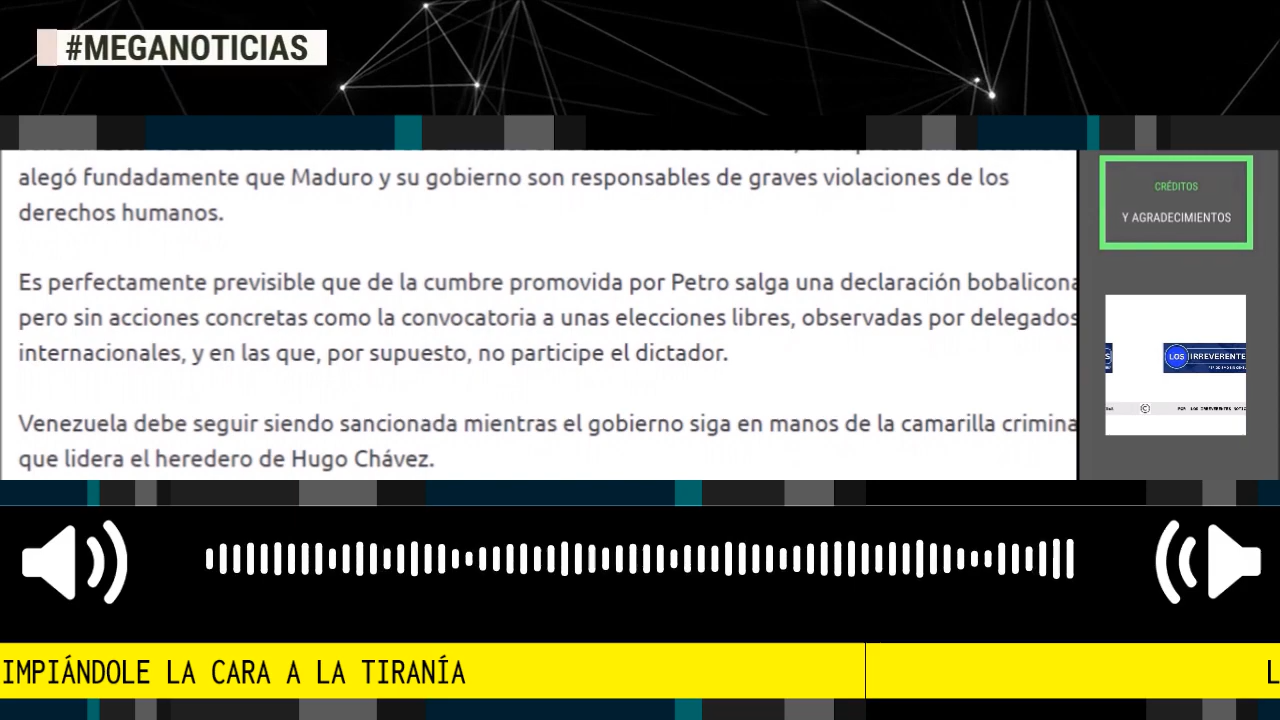 #MEGANOTICIAS
alegó fundadamente que Maduro y su gobierno son responsables de graves violaciones de los
derechos humanos.
Es perfectamente previsible que de la cumbre promovida por Petro salga una declaración bobalicona
pero sin acciones concretas como la convocatoria a unas elecciones libres, observadas por delegados
internacionales, y en las que, por supuesto, no participe el dictador.
Venezuela debe seguir siendo sancionada mientras el gobierno siga en manos de la camarilla crimina
que lidera el heredero de Hugo Chávez.
CRÉDITOS
Y AGRADECIMIENTOS
LOS IRREVERENTE
©
IMPIÁNDOLE LA CARA A LA TIRANÍA
L